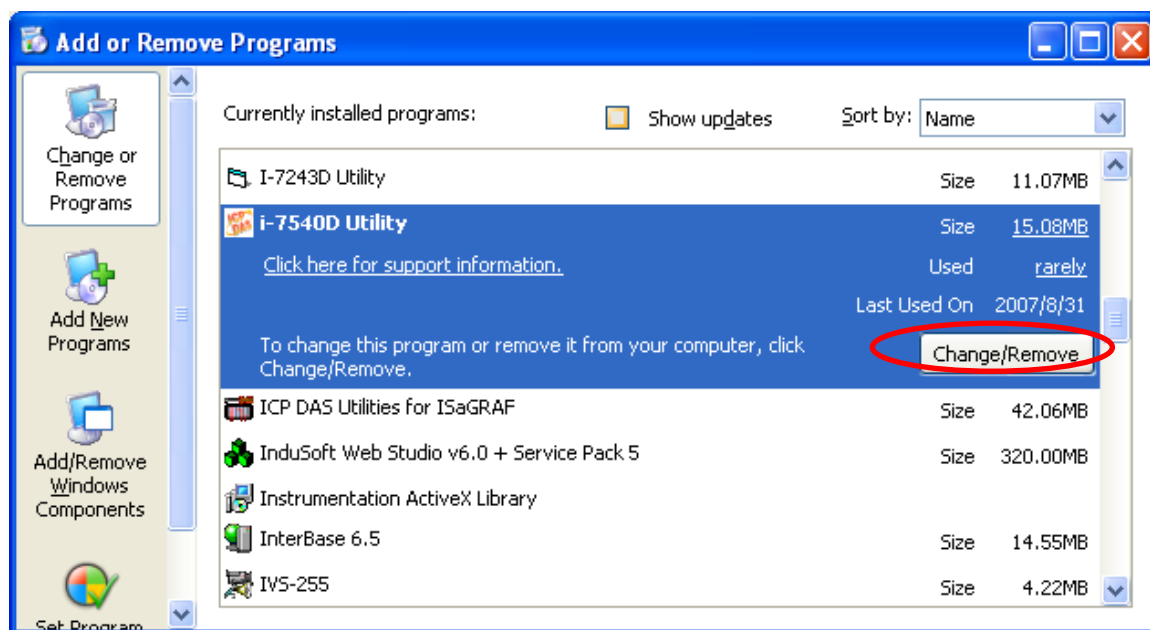 Add or Remove Programs
Change or
Remove
Programs
Add New
Programs
Add/Remove
Windows
Components
Set Program
Currently installed programs:
Show updates
Sort by: Name
I-7243D Utility Size 11.07MB
i-7540D Utility Size 15.08MB
Click here for support information. Used rarely
Last Used On 2007/8/31
To change this program or remove it from your computer, click
Change/Remove.
Change/Remove
ICP DAS Utilities for ISaGRAF Size 42.06MB
InduSoft Web Studio v6.0 + Service Pack 5 Size 320.00MB
Instrumentation ActiveX Library
InterBase 6.5 Size 14.55MB
IVS-255 Size 4.22MB